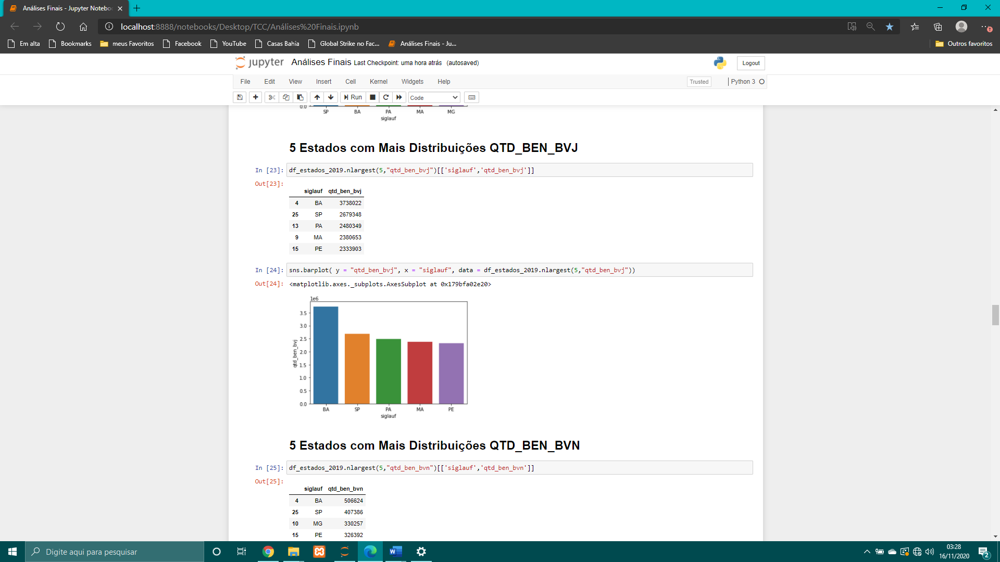 Análises Finais - Jupyter Notebo
localhost:8888/notebooks/Desktop/TCC/Análises%20Finais.ipynb
Em alta Bookmarks meus Favoritos Facebook YouTube Casas Bahia Global Strike no Fac... Análises Finais - Ju... Outros favoritos
jupyter Análises Finais Last Checkpoint: uma hora atrás (autosaved) Logout
File Edit View Insert Cell Kernel Widgets Help Trusted Python 3
Run Code
0.0
SP BA PA MA MG
siglauf
5 Estados com Mais Distribuições QTD_BEN_BVJ
In [23]: df_estados_2019.nlargest(5,"qtd_ben_bvj")[['siglauf','qtd_ben_bvj']]
Out[23]:
siglauf qtd_ben_bvj
4 BA 3738022
25 SP 2679348
13 PA 2480349
9 MA 2380653
15 PE 2333903
In [24]: sns.barplot( y = "qtd_ben_bvj", x = "siglauf", data = df_estados_2019.nlargest(5,"qtd_ben_bvj"))
Out[24]: <matplotlib.axes._subplots.AxesSubplot at 0x179bfa02e20>
1e6
3.5
3.0
2.5
2.0
1.5
1.0
0.5
0.0
qtd_ben_bvj
BA SP PA MA PE
siglauf
5 Estados com Mais Distribuições QTD_BEN_BVN
In [25]: df_estados_2019.nlargest(5,"qtd_ben_bvn")[['siglauf','qtd_ben_bvn']]
Out[25]:
siglauf qtd_ben_bvn
4 BA 506624
25 SP 407386
10 MG 330257
15 PE 326392
Digite aqui para pesquisar
03:28
16/11/2020
2